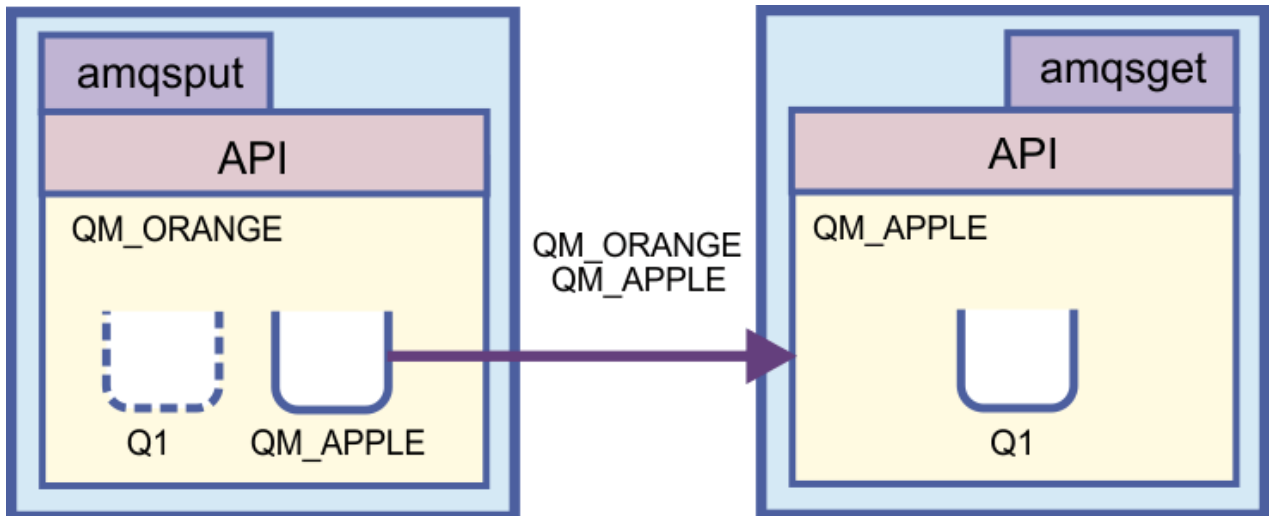 amqsput
API
QM_ORANGE
Q1
QM_APPLE
QM_ORANGE
QM_APPLE
amqsget
API
QM_APPLE
Q1